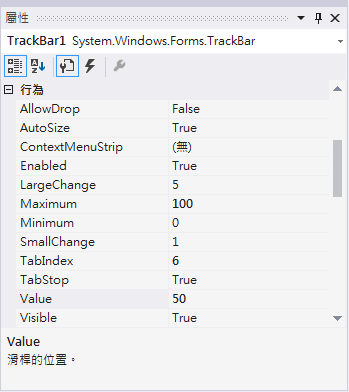 屬性
TrackBar1 System.Windows.Forms.TrackBar
行為
AllowDrop False
AutoSize True
ContextMenuStrip (無)
Enabled True
LargeChange 5
Maximum 100
Minimum 0
SmallChange 1
TabIndex 6
TabStop True
Value 50
Visible True
Value
滑桿的位置。